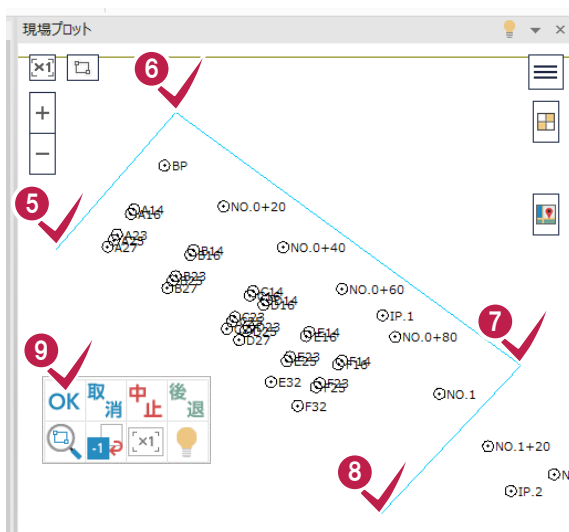 現場プロット
[×1]
6
BP
5
A14
A16
NO.0+20
A23
A25
A27
B14
B16
NO.0+40
B23
B25
B27
NO.0+60
C14
D14
D16
IP.1
7
C23
D23
D25
D27
E14
E16
NO.0+80
9
E23
E25
F14
F16
OK 取消 中止 後退
E32
F23
F25
NO.1
F32
-1 [×1]
NO.1+20
8
IP.2